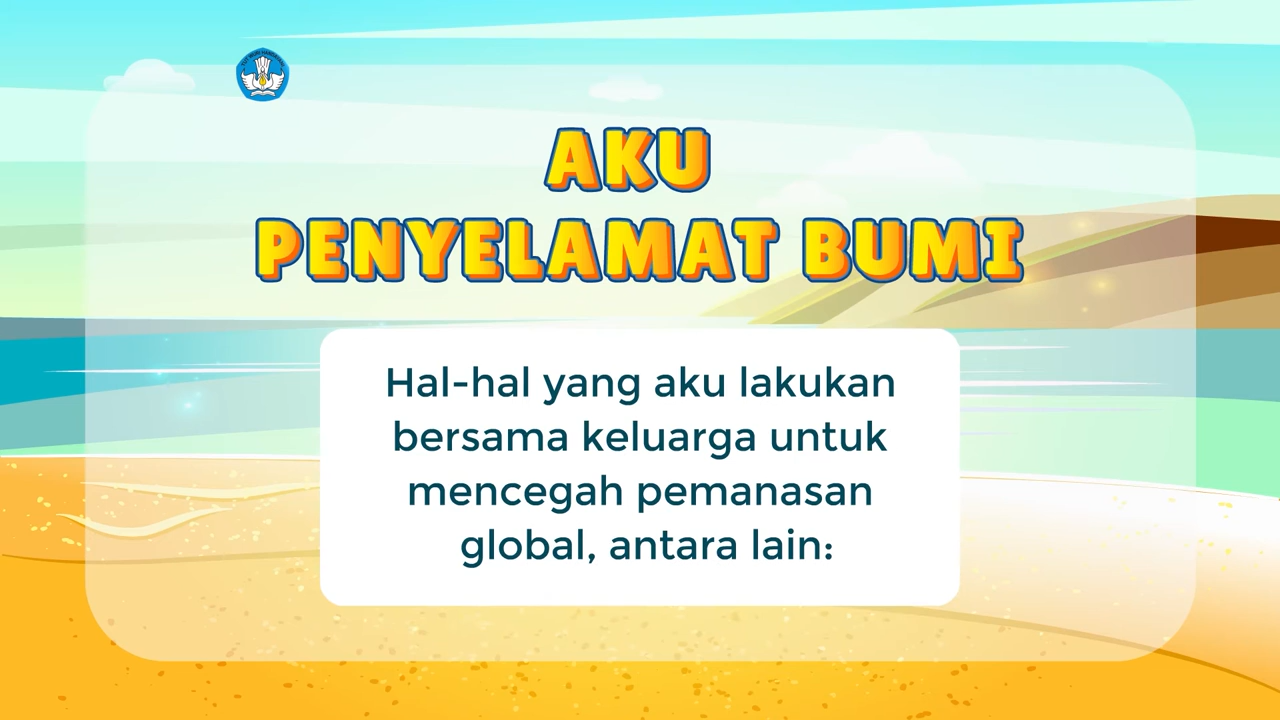 AKU
PENYELAMAT BUMI
Hal-hal yang aku lakukan
bersama keluarga untuk
mencegah pemanasan
global, antara lain: